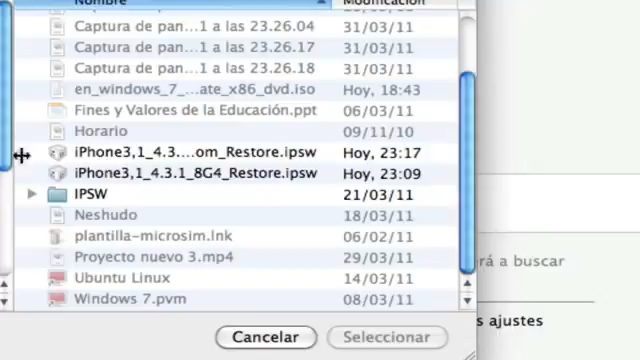 Nombre Modificación
Captura de pan...1 a las 23.26.04 31/03/11
Captura de pan...1 a las 23.26.17 31/03/11
Captura de pan...1 a las 23.26.18 31/03/11
en_windows_7_...ate_x86_dvd.iso Hoy, 18:43
Fines y Valores de la Educación.ppt 06/03/11
Horario 09/11/10
iPhone3,1_4.3....om_Restore.ipsw Hoy, 23:17
iPhone3,1_4.3.1_8G4_Restore.ipsw Hoy, 23:09
IPSW 21/03/11
Neshudo 18/03/11
plantilla-microsim.lnk 06/02/11
Proyecto nuevo 3.mp4 29/03/11
rá a buscar
Ubuntu Linux 14/03/11
Windows 7.pvm 08/03/11
s ajustes
Cancelar Seleccionar